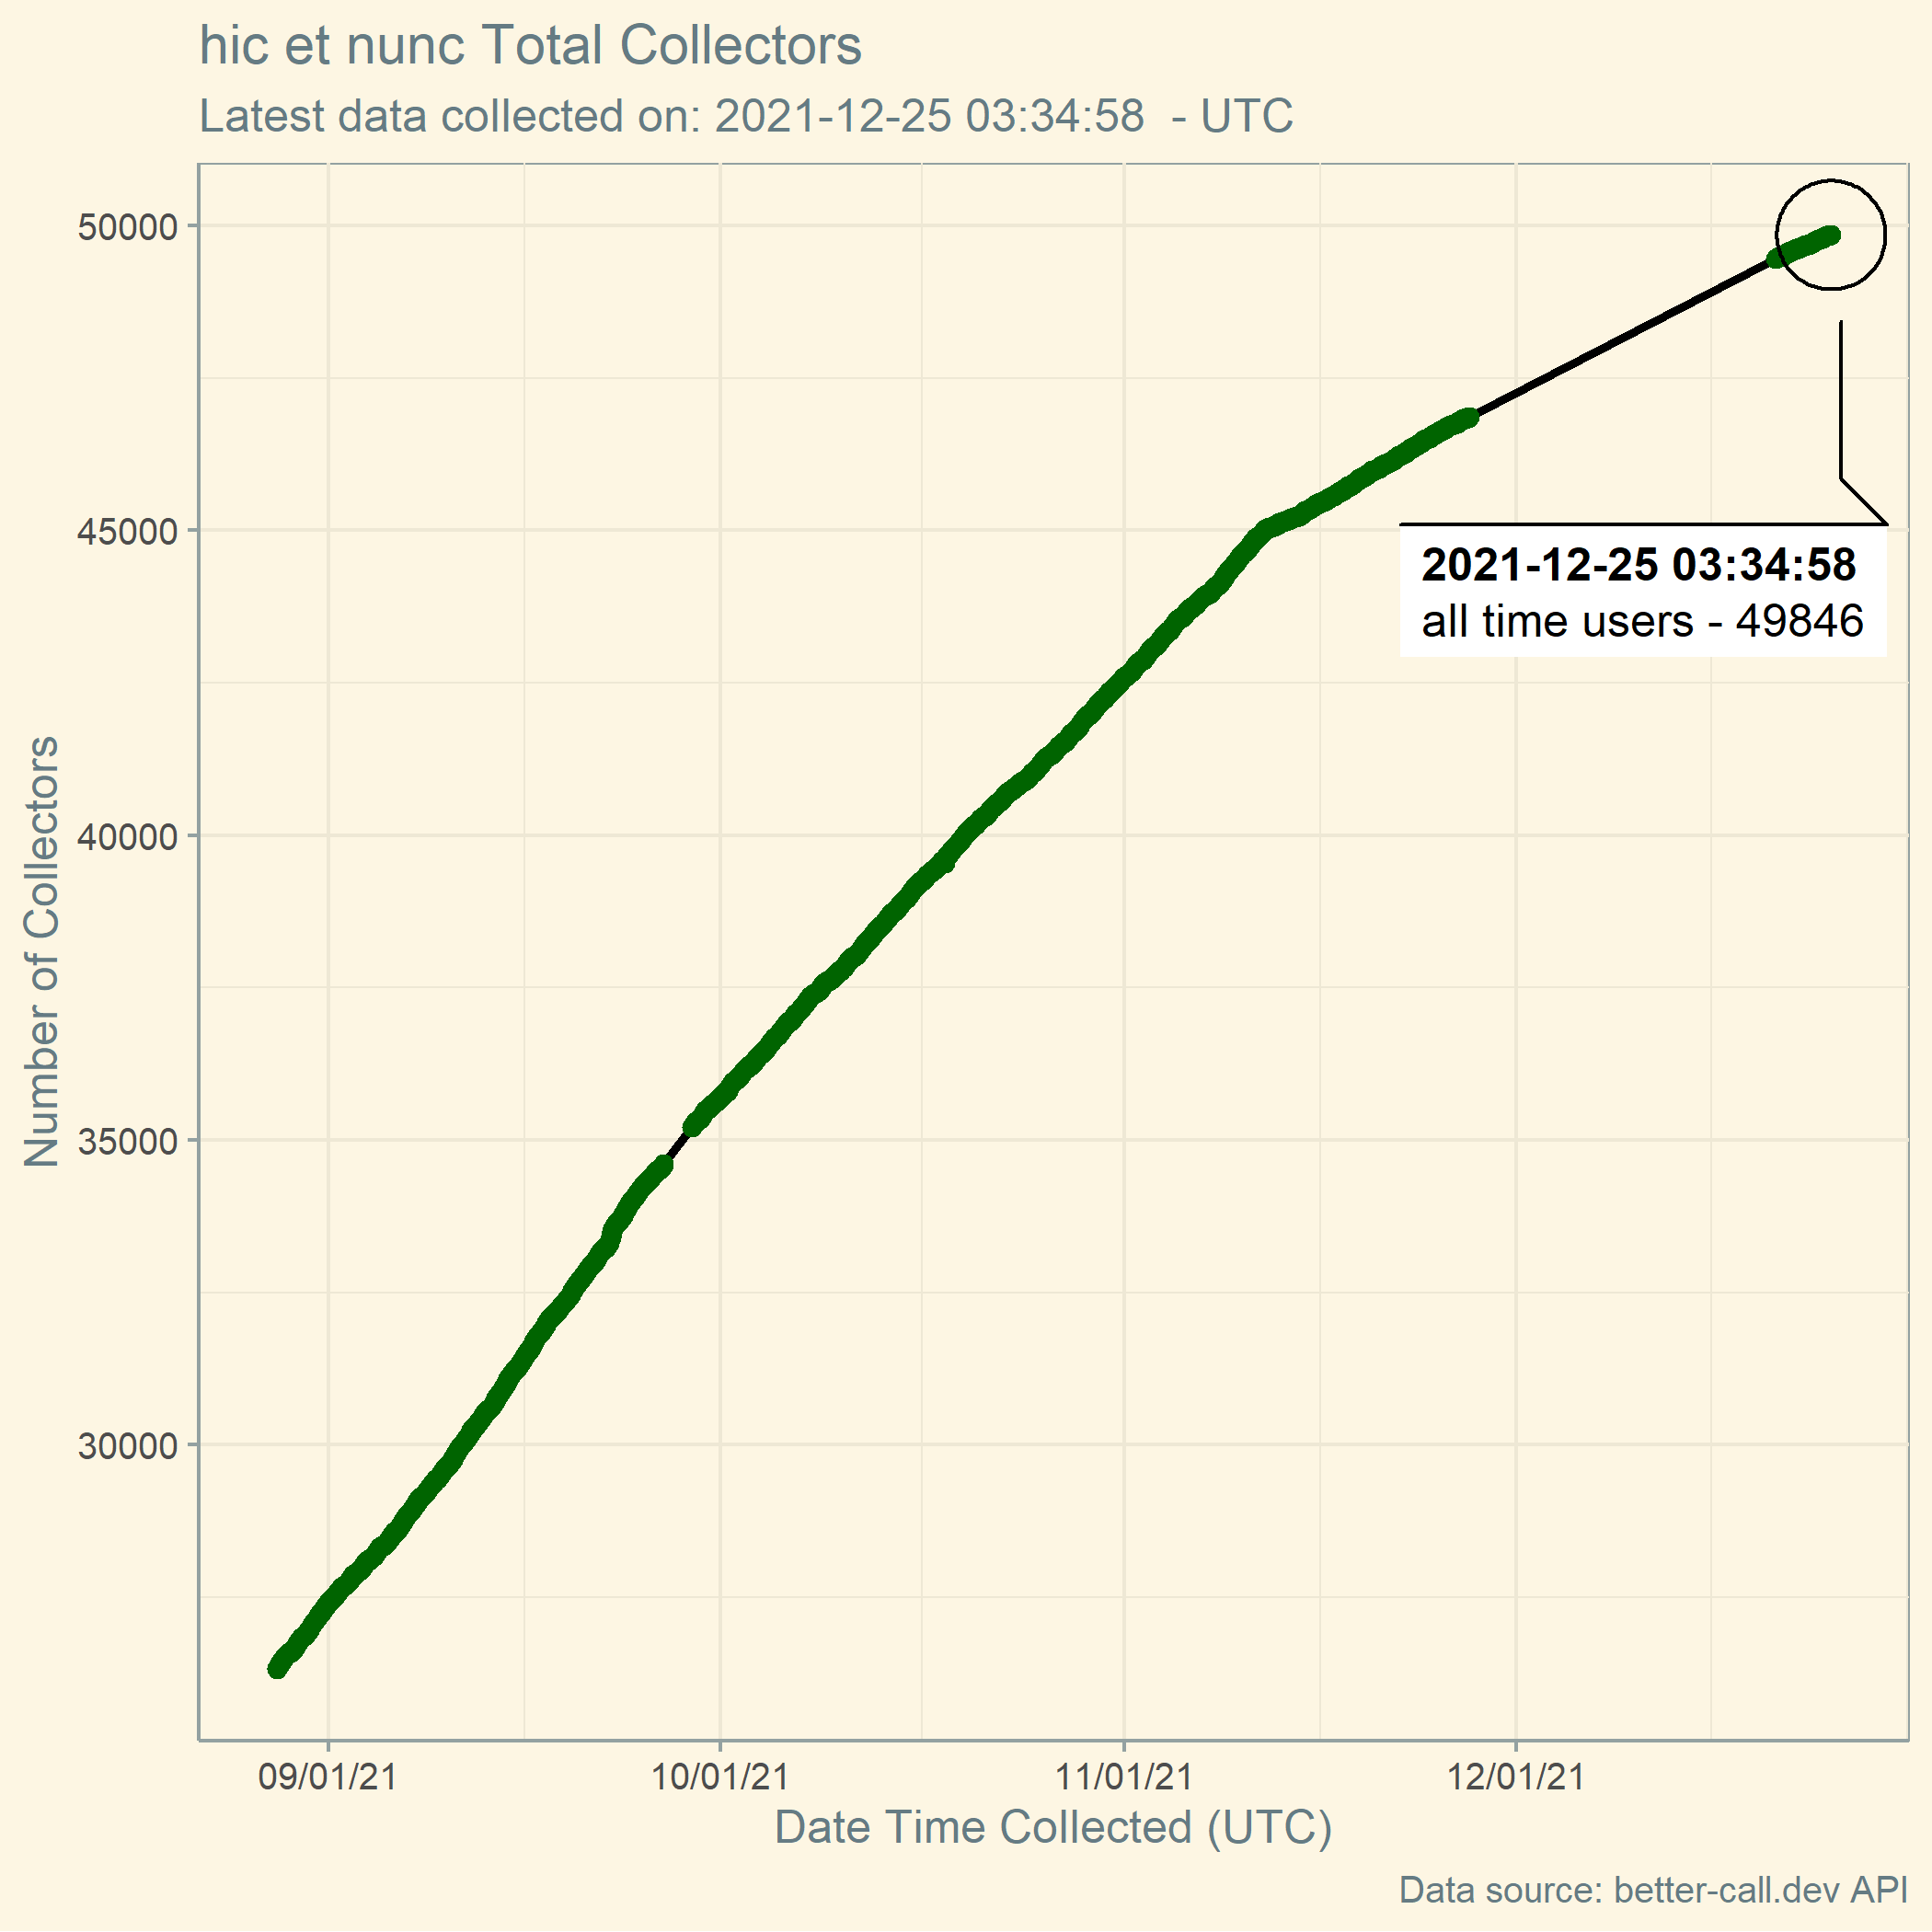 hic et nunc Total Collectors
Latest data collected on: 2021-12-25 03:34:58  - UTC
50000
45000
40000
35000
30000
Number of Collectors
2021-12-25 03:34:58
all time users - 49846
09/01/21
10/01/21
11/01/21
12/01/21
Date Time Collected (UTC)
Data source: better-call.dev API